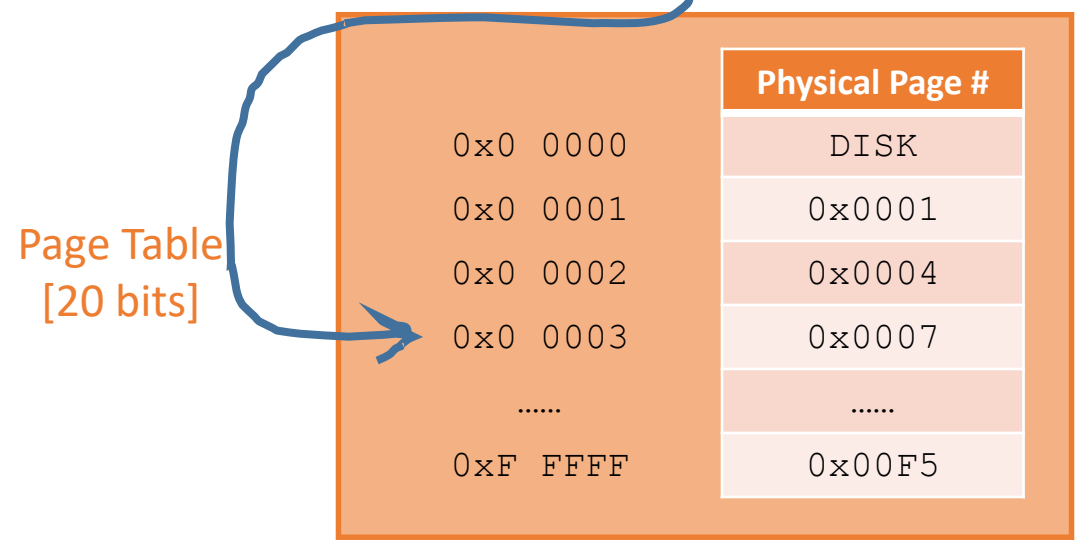 Physical Page #
0x0 0000 DISK
0x0 0001 0x0001
0x0 0002 0x0004
Page Table
[20 bits]
0x0 0003 0x0007
…… ……
0xF FFFF 0x00F5